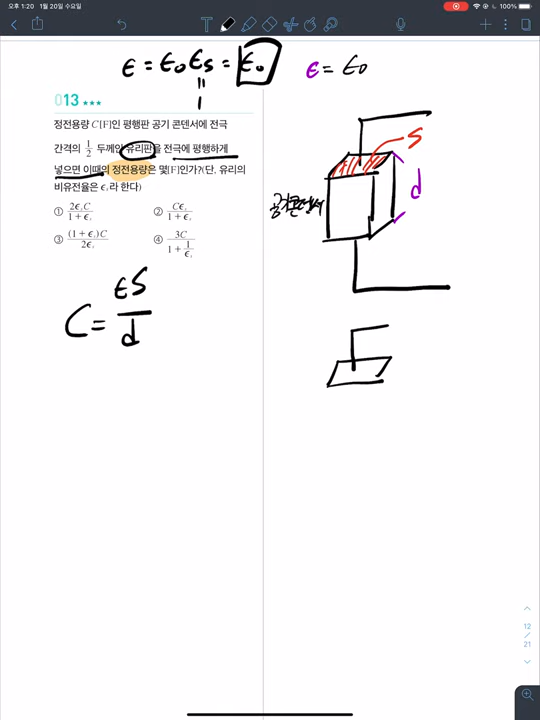 오후 1:20 1월 20일 수요일
100%
ϵ = ϵ₀ϵs = ϵ₀
ϵ = ϵ₀
॥
1
013 ★★★
정전용량 C[F]인 평행판 공기 콘덴서에 전극
간격의 1/2 두께인 유리판을 전극에 평행하게
넣으면 이때의 정전용량은 몇[F]인가?(단, 유리의
비유전율은 ϵs라 한다)
① 2ϵsC/(1+ϵs) ② Cϵs/(1+ϵs)
③ (1+ϵs)C/2ϵs ④ 3C/(1+1/ϵs)
C = ϵS/d
S
d
공기콘덴서
12
/
21